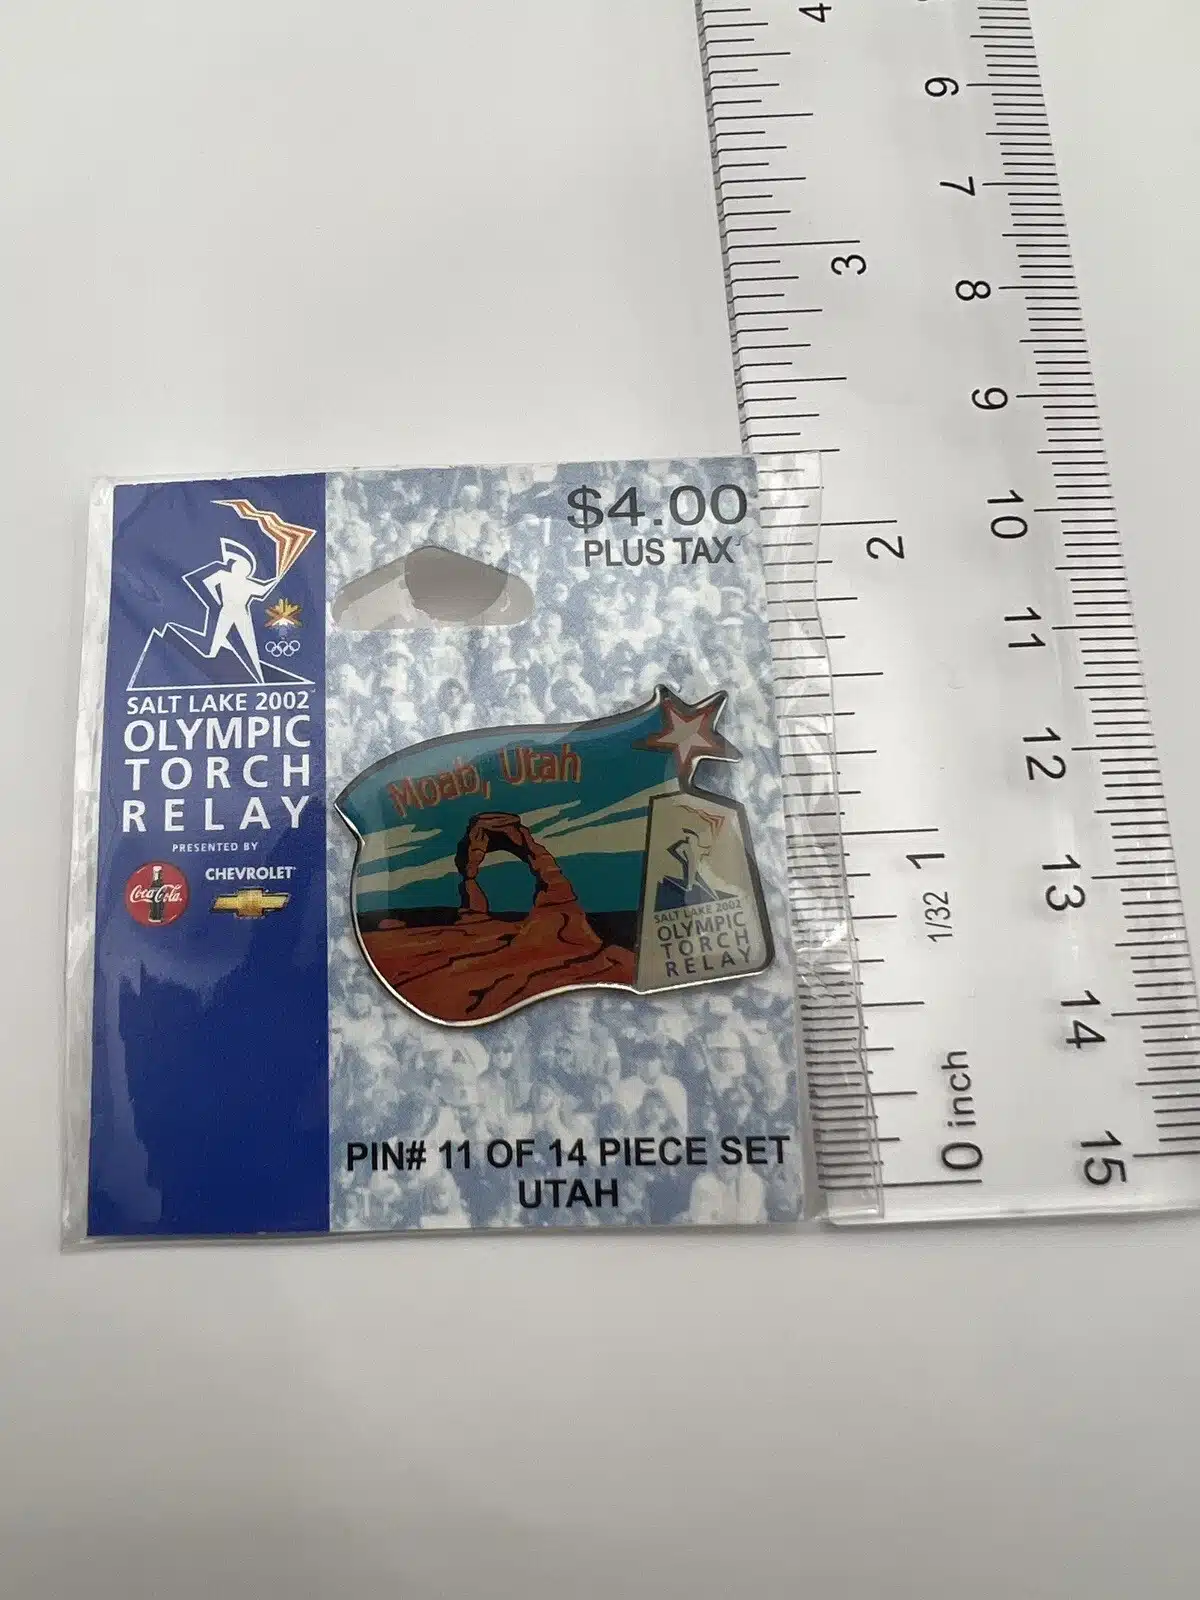 $4.00
PLUS TAX
SALT LAKE 2002
OLYMPIC
TORCH
RELAY
PRESENTED BY
Coca-Cola
CHEVROLET
Moab, Utah
SALT LAKE 2002
OLYMPIC
TORCH
RELAY
PIN# 11 OF 14 PIECE SET
UTAH
4
3
2
1
1/32
0 inch
6
7
8
9
10
11
12
13
14
15